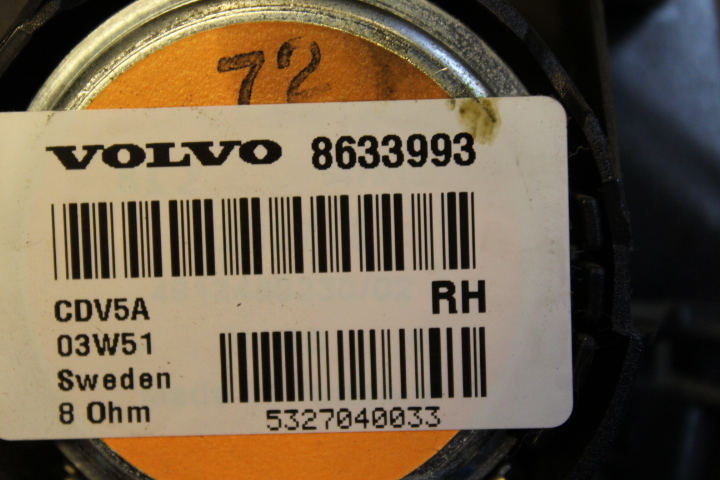 72
VOLVO 8633993
CDV5A RH
03W51
Sweden
8 Ohm 5327040033